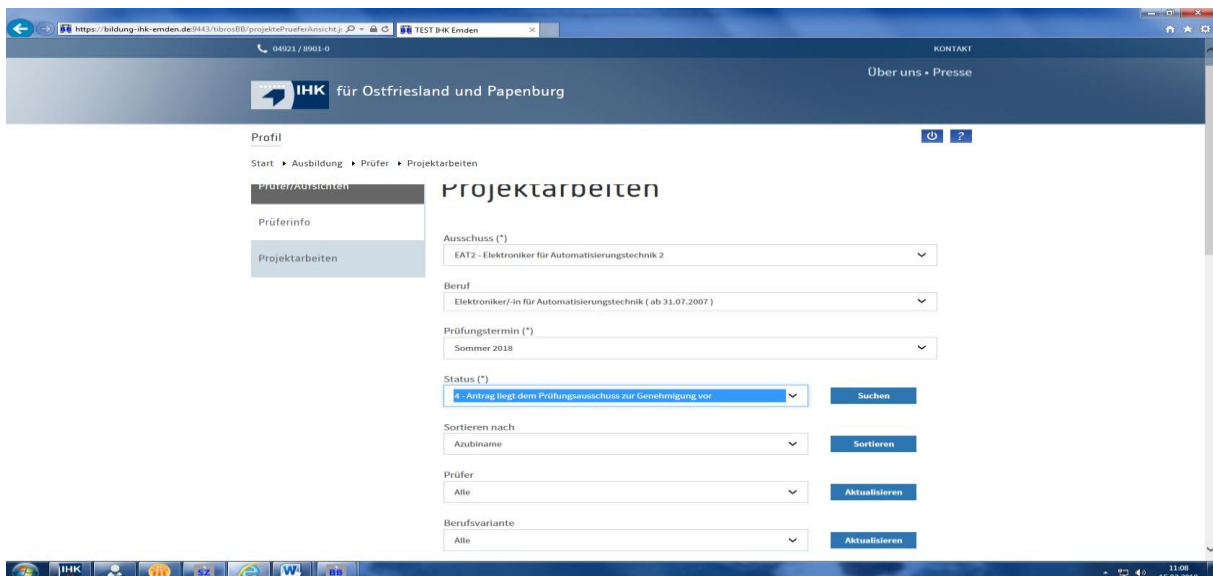 https://bildung-ihk-emden.de:9443/tibrosBB/projektePrueferAnsicht.j
TEST IHK Emden
04921 / 8901-0
KONTAKT
Über uns • Presse
IHK für Ostfriesland und Papenburg
Profil
?
Start ▸ Ausbildung ▸ Prüfer ▸ Projektarbeiten
Prüfer/Aufsichten
Projektarbeiten
Prüferinfo
Projektarbeiten
Ausschuss (*)
EAT2 - Elektroniker für Automatisierungstechnik 2
Beruf
Elektroniker/-in für Automatisierungstechnik ( ab 31.07.2007 )
Prüfungstermin (*)
Sommer 2018
Status (*)
4 - Antrag liegt dem Prüfungsausschuss zur Genehmigung vor
Suchen
Sortieren nach
Azubiname
Sortieren
Prüfer
Alle
Aktualisieren
Berufsvariante
Alle
Aktualisieren
IHK
SZ
W
BB
11:08